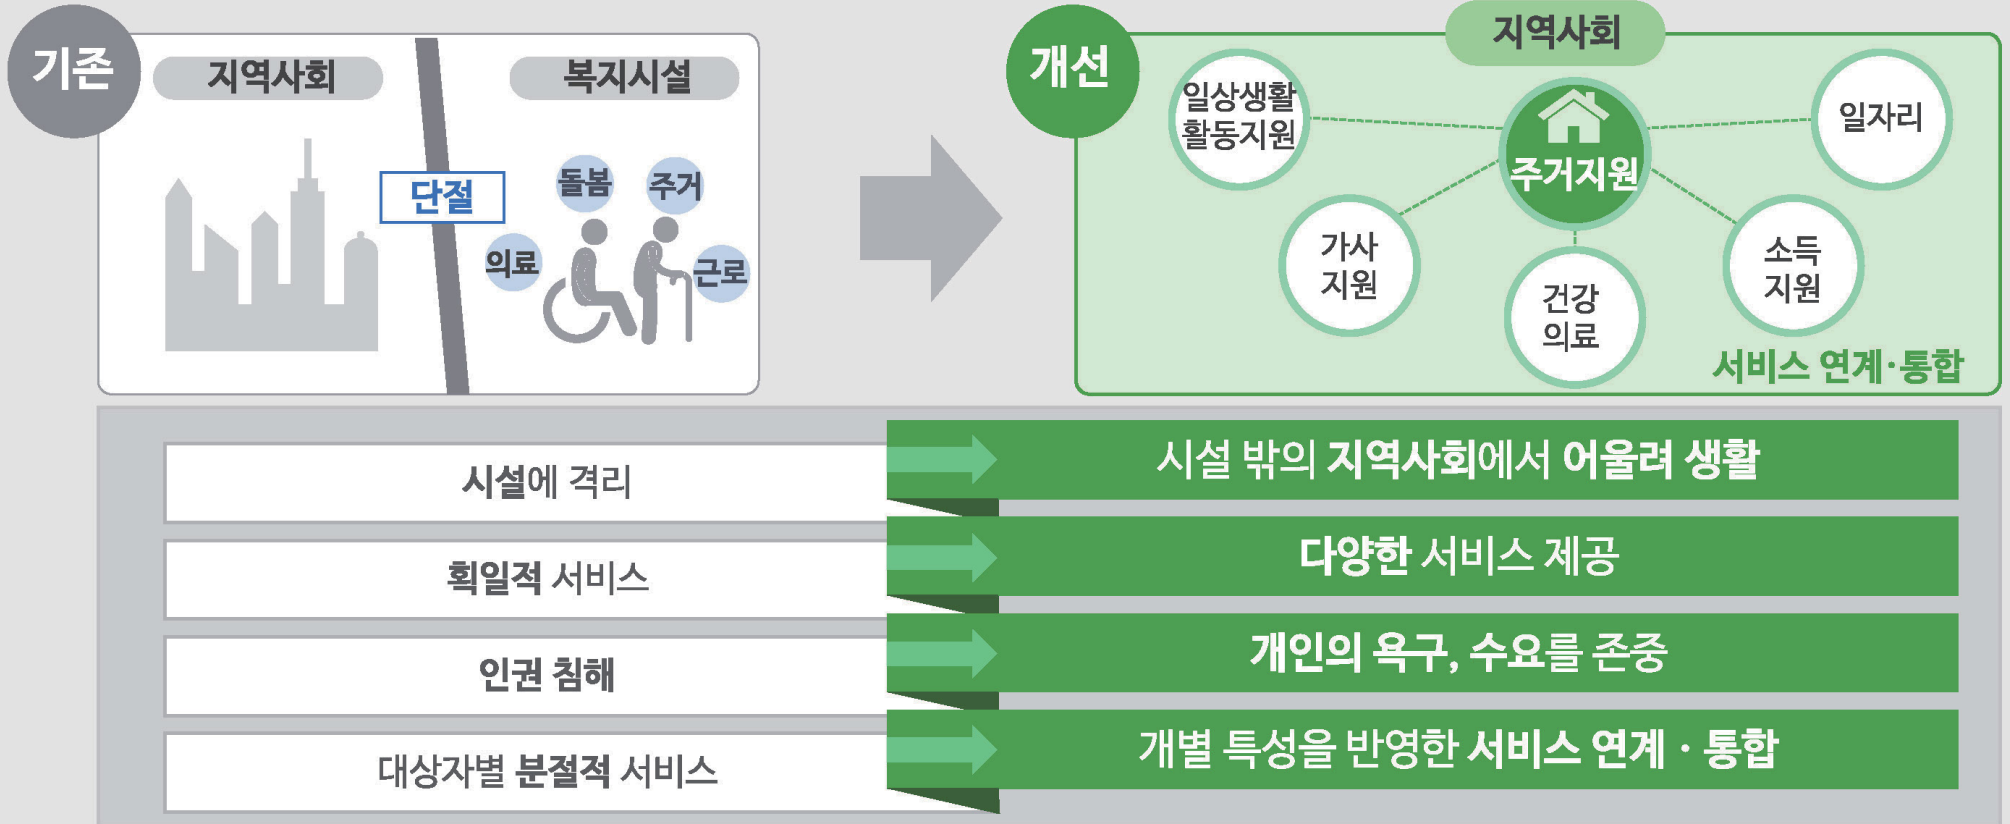 기존
지역사회
복지시설
단절
돌봄
주거
의료
근로
개선
지역사회
일상생활
활동지원
주거지원
일자리
가사
지원
건강
의료
소득
지원
서비스 연계·통합
시설에 격리
시설 밖의 지역사회에서 어울려 생활
획일적 서비스
다양한 서비스 제공
인권 침해
개인의 욕구, 수요를 존중
대상자별 분절적 서비스
개별 특성을 반영한 서비스 연계 · 통합